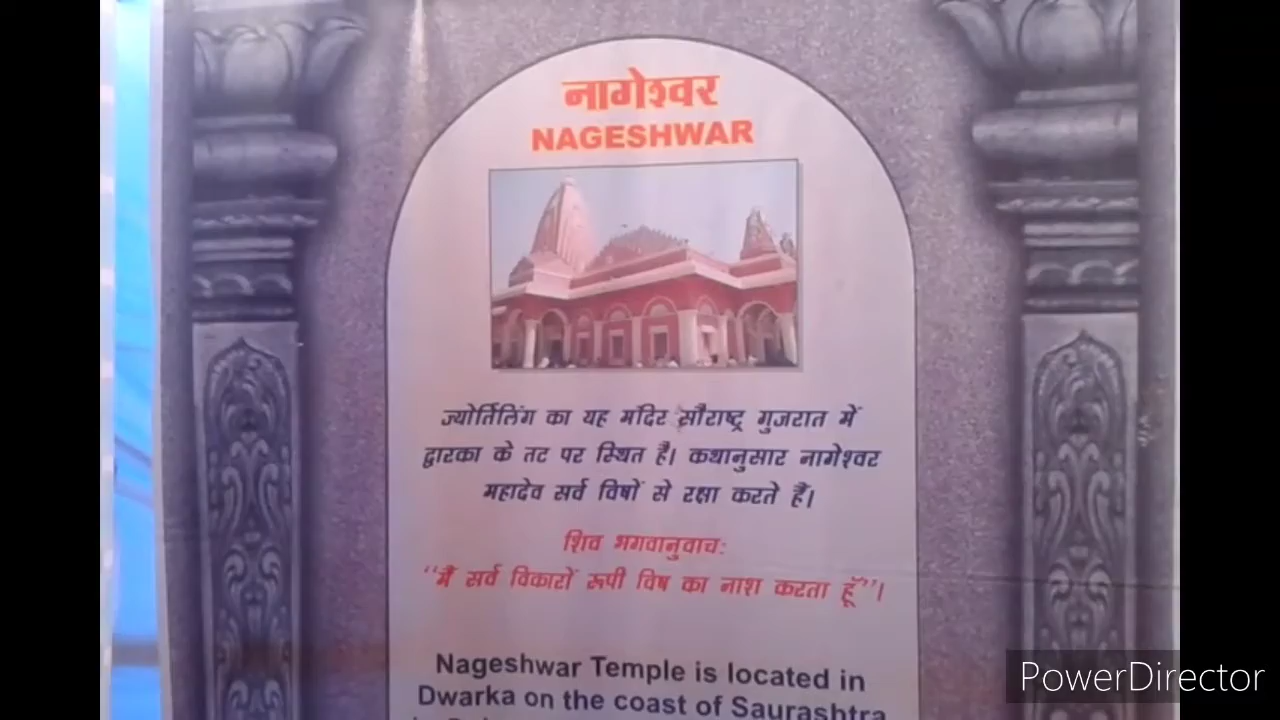 नागेश्वर
NAGESHWAR
ज्योर्तिलिंग का यह मंदिर सौराष्ट्र गुजरात में
द्वारका के तट पर स्थित है। कथानुसार नागेश्वर
महादेव सर्व विषों से रक्षा करते हैं।
शिव भगवानुवाचः
“मैं सर्व विकारों रूपी विष का नाश करता हूँ”।
Nageshwar Temple is located in
Dwarka on the coast of Saurashtra
PowerDirector